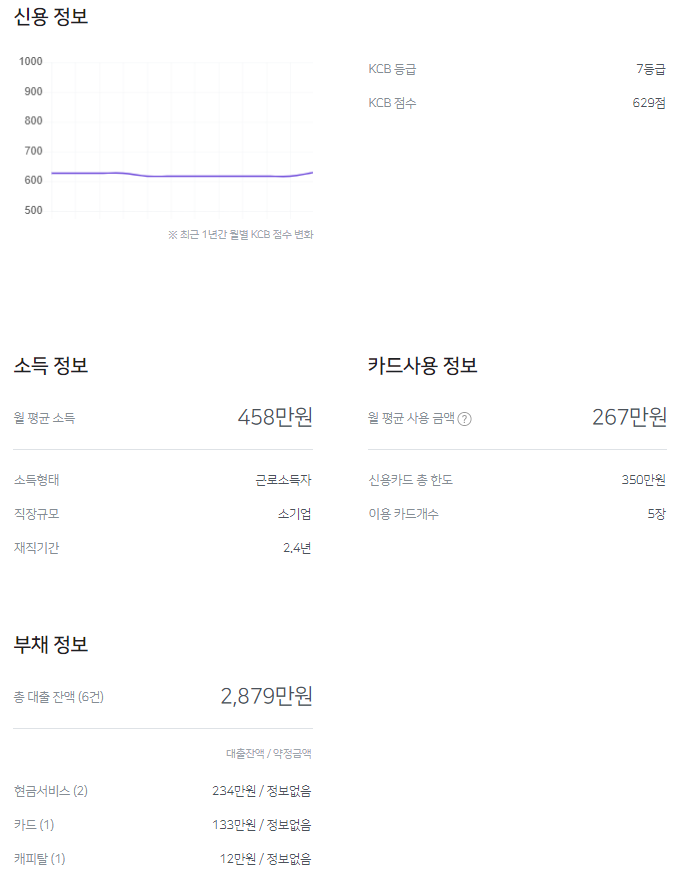 신용 정보
1000
900
800
700
600
500
※ 최근 1년간 월별 KCB 점수 변화
KCB 등급 7등급
KCB 점수 629점
소득 정보
월 평균 소득 458만원
소득형태 근로소득자
직장규모 소기업
재직기간 2.4년
카드사용 정보
월 평균 사용 금액 ? 267만원
신용카드 총 한도 350만원
이용 카드개수 5장
부채 정보
총 대출 잔액 (6건) 2,879만원
대출잔액 / 약정금액
현금서비스 (2) 234만원 / 정보없음
카드 (1) 133만원 / 정보없음
캐피탈 (1) 12만원 / 정보없음